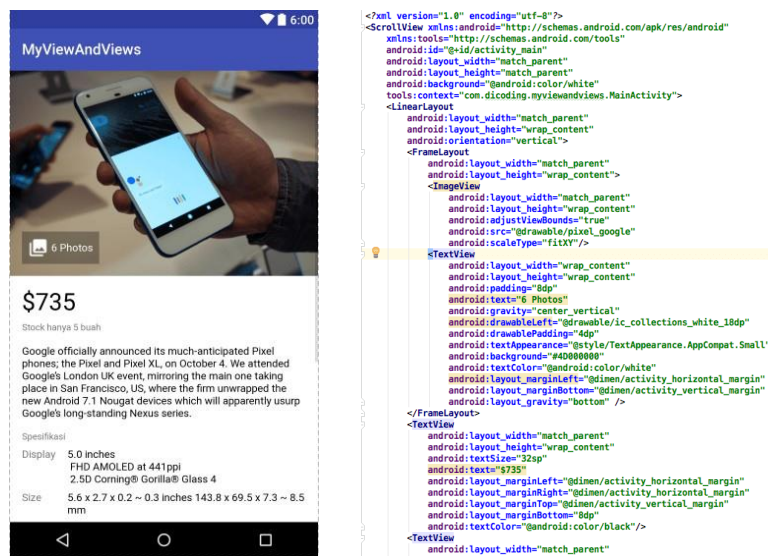 6:00
MyViewAndViews
6 Photos
$735
Stock hanya 5 buah
Google officially announced its much-anticipated Pixel
phones; the Pixel and Pixel XL, on October 4. We attended
Google's London UK event, mirroring the main one taking
place in San Francisco, US, where the firm unwrapped the
new Android 7.1 Nougat devices which will apparently usurp
Google's long-standing Nexus series.
Spesifikasi
Display 5.0 inches
FHD AMOLED at 441ppi
2.5D Corning® Gorilla® Glass 4
Size 5.6 x 2.7 x 0.2 ~ 0.3 inches 143.8 x 69.5 x 7.3 ~ 8.5
mm
<?xml version="1.0" encoding="utf-8"?>
<ScrollView xmlns:android="http://schemas.android.com/apk/res/android"
xmlns:tools="http://schemas.android.com/tools"
android:id="@+id/activity_main"
android:layout_width="match_parent"
android:layout_height="match_parent"
android:background="@android:color/white"
tools:context="com.dicoding.myviewandviews.MainActivity">
<LinearLayout
android:layout_width="match_parent"
android:layout_height="wrap_content"
android:orientation="vertical">
<FrameLayout
android:layout_width="match_parent"
android:layout_height="wrap_content">
<ImageView
android:layout_width="match_parent"
android:layout_height="wrap_content"
android:adjustViewBounds="true"
android:src="@drawable/pixel_google"
android:scaleType="fitXY"/>
<TextView
android:layout_width="wrap_content"
android:layout_height="wrap_content"
android:padding="8dp"
android:text="6 Photos"
android:gravity="center_vertical"
android:drawableLeft="@drawable/ic_collections_white_18dp"
android:drawablePadding="4dp"
android:textAppearance="@style/TextAppearance.AppCompat.Small"
android:background="#4D000000"
android:textColor="@android:color/white"
android:layout_marginLeft="@dimen/activity_horizontal_margin"
android:layout_marginBottom="@dimen/activity_vertical_margin"
android:layout_gravity="bottom" />
</FrameLayout>
<TextView
android:layout_width="match_parent"
android:layout_height="wrap_content"
android:textSize="32sp"
android:text="$735"
android:layout_marginLeft="@dimen/activity_horizontal_margin"
android:layout_marginRight="@dimen/activity_horizontal_margin"
android:layout_marginTop="@dimen/activity_vertical_margin"
android:layout_marginBottom="8dp"
android:textColor="@android:color/black"/>
<TextView
android:layout_width="match_parent"